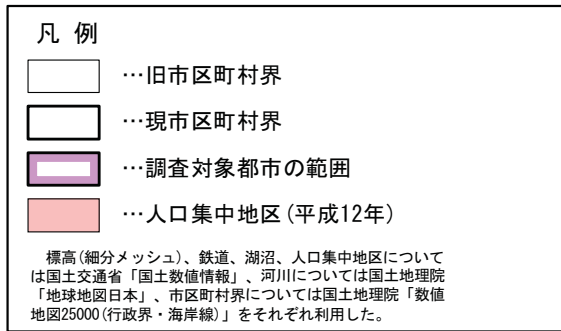 凡 例
…旧市区町村界
…現市区町村界
…調査対象都市の範囲
…人口集中地区(平成12年)
標高(細分メッシュ)、鉄道、湖沼、人口集中地区について
は国土交通省「国土数値情報」、河川については国土地理院
「地球地図日本」、市区町村界については国土地理院「数値
地図25000(行政界・海岸線)」をそれぞれ利用した。